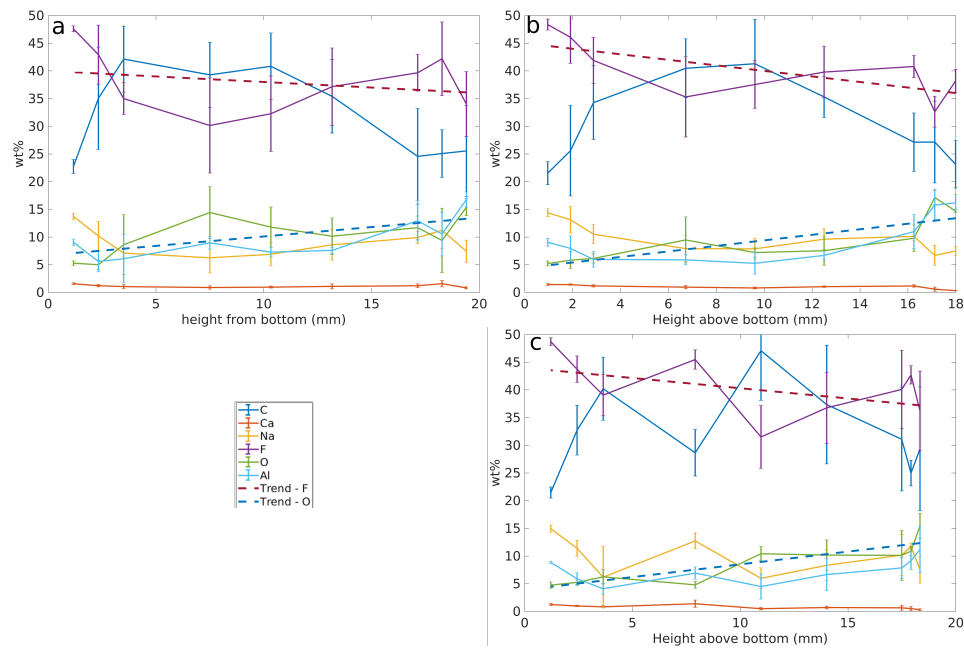 a
50
45
40
35
30
25
20
15
10
5
0
wt%
0 5 10 15 20
height from bottom (mm)
b
50
45
40
35
30
25
20
15
10
5
0
wt%
0 2 4 6 8 10 12 14 16 18
Height above bottom (mm)
C
Ca
Na
F
O
Al
Trend - F
Trend - O
c
50
45
40
35
30
25
20
15
10
5
0
wt%
0 5 10 15 20
Height above bottom (mm)